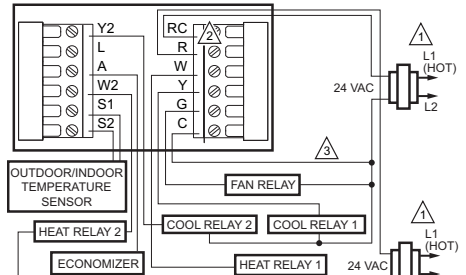 Y2
L
A
W2
S1
S2
RC
R
W
Y
G
C
2
1
L1
(HOT)
24 VAC
L2
3
OUTDOOR/INDOOR
TEMPERATURE
SENSOR
FAN RELAY
HEAT RELAY 2
COOL RELAY 2
COOL RELAY 1
1
L1
(HOT)
ECONOMIZER
HEAT RELAY 1
24 VAC